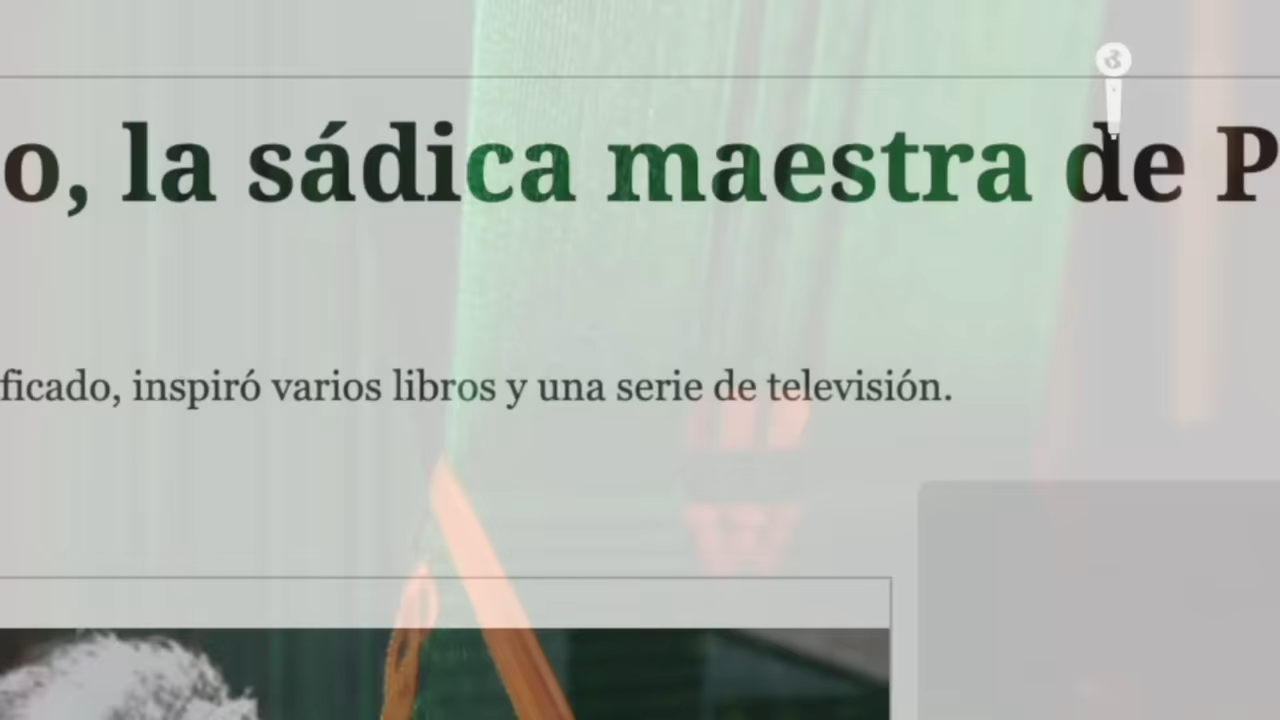 o, la sádica maestra de P
ficado, inspiró varios libros y una serie de televisión.